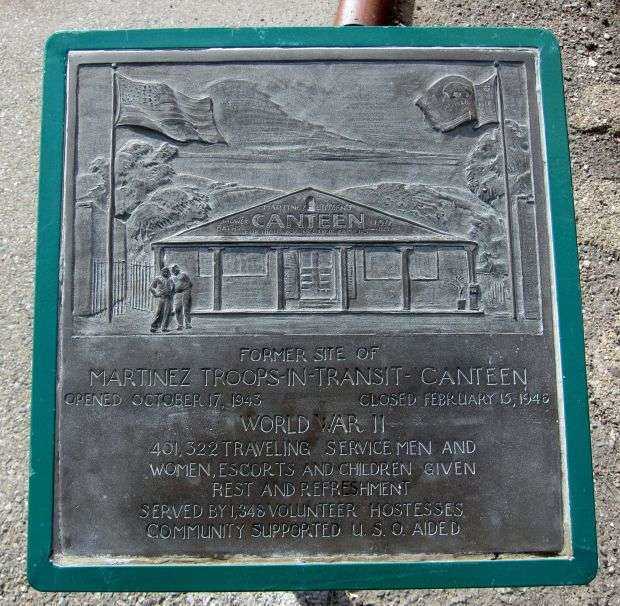 CANTEEN
FORMER SITE OF
MARTINEZ TROOPS-IN-TRANSIT- CANTEEN
OPENED OCTOBER 17, 1943 CLOSED FEBRUARY 15, 1946
WORLD WAR II
401,322 TRAVELING SERVICE MEN AND
WOMEN, ESCORTS AND CHILDREN GIVEN
REST AND REFRESHMENT
SERVED BY 1,348 VOLUNTEER HOSTESSES
COMMUNITY SUPPORTED U. S. O. AIDED